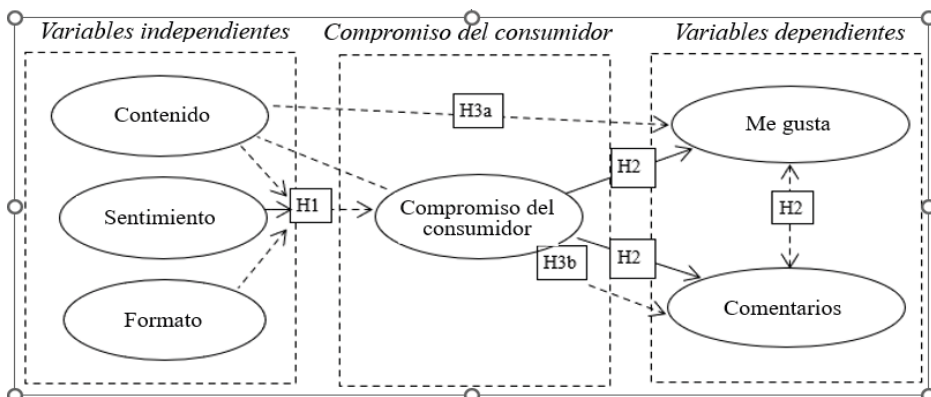 Variables independientes
Compromiso del consumidor
Variables dependientes
Contenido
H3a
Me gusta
H2
H1
Sentimiento
Compromiso del
consumidor
H2
H3b
H2
Formato
Comentarios